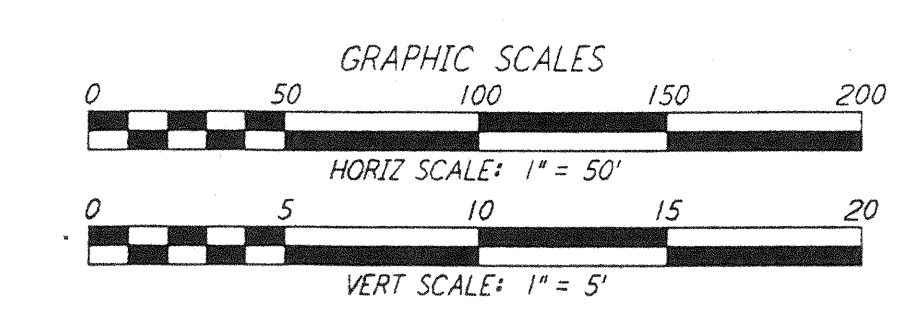 GRAPHIC SCALES
0 50 100 150 200
HORIZ SCALE: 1" = 50'
0 5 10 15 20
VERT SCALE: 1" = 5'